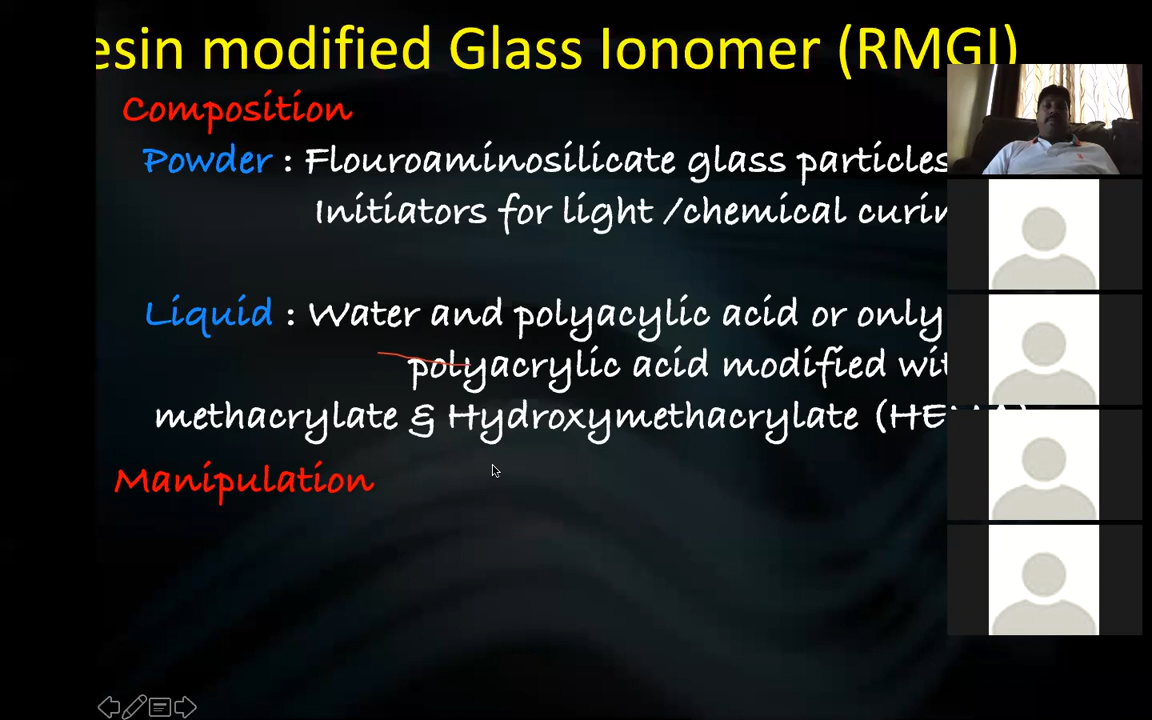 esin modified Glass Ionomer (RMGI)
Composition
Powder : Flouroaminosilicate glass particles
Initiators for light /chemical curin
Liquid : Water and polyacylic acid or only
polyacrylic acid modified wit
methacrylate & Hydroxymethacrylate (HEMA)
Manipulation